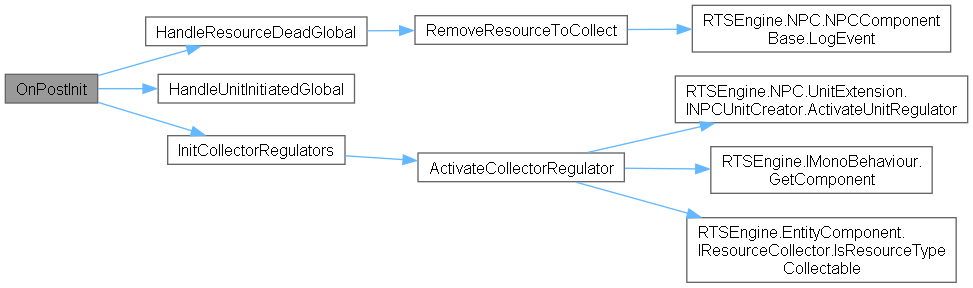 OnPostInit
HandleResourceDeadGlobal
RemoveResourceToCollect
RTSEngine.NPC.NPCComponent
Base.LogEvent
HandleUnitInitiatedGlobal
InitCollectorRegulators
ActivateCollectorRegulator
RTSEngine.NPC.UnitExtension.
INPCUnitCreator.ActivateUnitRegulator
RTSEngine.IMonoBehaviour.
GetComponent
RTSEngine.EntityComponent.
IResourceCollector.IsResourceType
Collectable